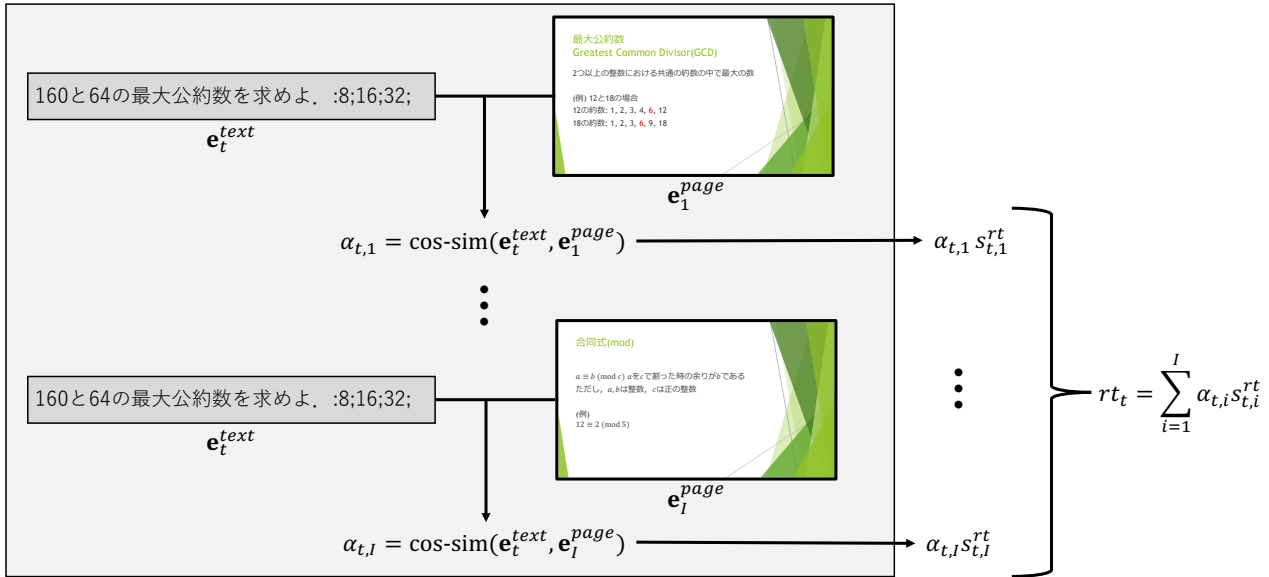 最大公約数
Greatest Common Divisor(GCD)
2つ以上の整数における共通の約数の中で最大の数
(例) 12と18の場合
12の約数: 1, 2, 3, 4, 6, 12
18の約数: 1, 2, 3, 6, 9, 18
160と64の最大公約数を求めよ．:8;16;32;
𝐞_t^{text}
𝐞_1^{page}
α_{t,1} = cos-sim(𝐞_t^{text}, 𝐞_1^{page})
α_{t,1} s_{t,1}^{rt}
合同式(mod)
a ≡ b (mod c) aをcで割った時の余りがbである
ただし，a, bは整数，cは正の整数
(例)
12 ≡ 2 (mod 5)
160と64の最大公約数を求めよ．:8;16;32;
𝐞_t^{text}
𝐞_I^{page}
α_{t,I} = cos-sim(𝐞_t^{text}, 𝐞_I^{page})
α_{t,I} s_{t,I}^{rt}
rt_t = ∑_{i=1}^{I} α_{t,i} s_{t,i}^{rt}